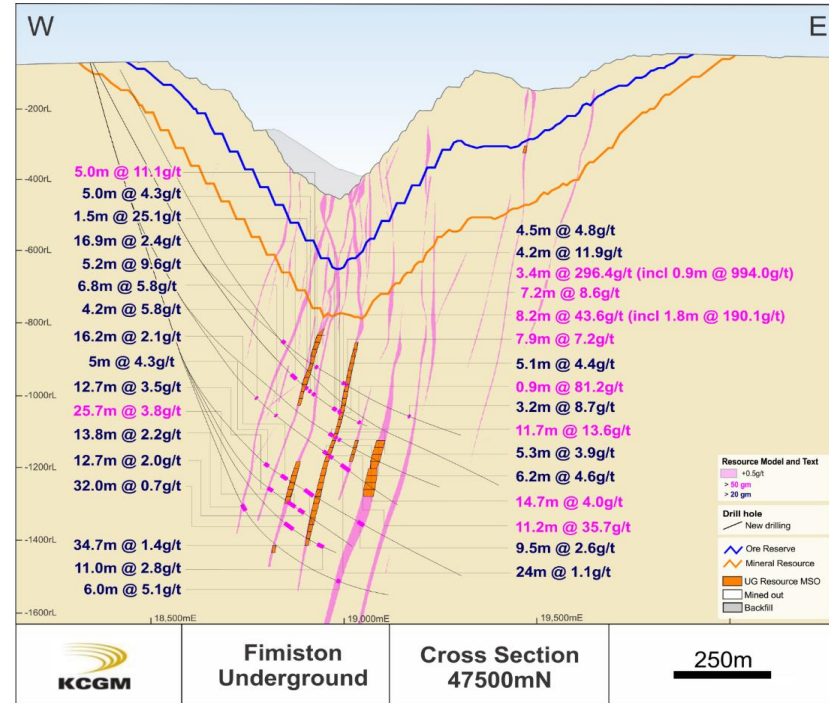 W
E
-200rL
-400rL
-600rL
-800rL
-1000rL
-1200rL
-1400rL
-1600rL
5.0m @ 11.1g/t
5.0m @ 4.3g/t
1.5m @ 25.1g/t
16.9m @ 2.4g/t
5.2m @ 9.6g/t
6.8m @ 5.8g/t
4.2m @ 5.8g/t
16.2m @ 2.1g/t
5m @ 4.3g/t
12.7m @ 3.5g/t
25.7m @ 3.8g/t
13.8m @ 2.2g/t
12.7m @ 2.0g/t
32.0m @ 0.7g/t
34.7m @ 1.4g/t
11.0m @ 2.8g/t
6.0m @ 5.1g/t
4.5m @ 4.8g/t
4.2m @ 11.9g/t
3.4m @ 296.4g/t (incl 0.9m @ 994.0g/t)
7.2m @ 8.6g/t
8.2m @ 43.6g/t (incl 1.8m @ 190.1g/t)
7.9m @ 7.2g/t
5.1m @ 4.4g/t
0.9m @ 81.2g/t
3.2m @ 8.7g/t
11.7m @ 13.6g/t
5.3m @ 3.9g/t
6.2m @ 4.6g/t
14.7m @ 4.0g/t
11.2m @ 35.7g/t
9.5m @ 2.6g/t
24m @ 1.1g/t
Resource Model and Text
+0.5g/t
> 50 gm
> 20 gm
Drill hole
New drilling
Ore Reserve
Mineral Resource
UG Resource MSO
Mined out
Backfill
18,500mE
19,000mE
19,500mE
KCGM
Fimiston
Underground
Cross Section
47500mN
250m